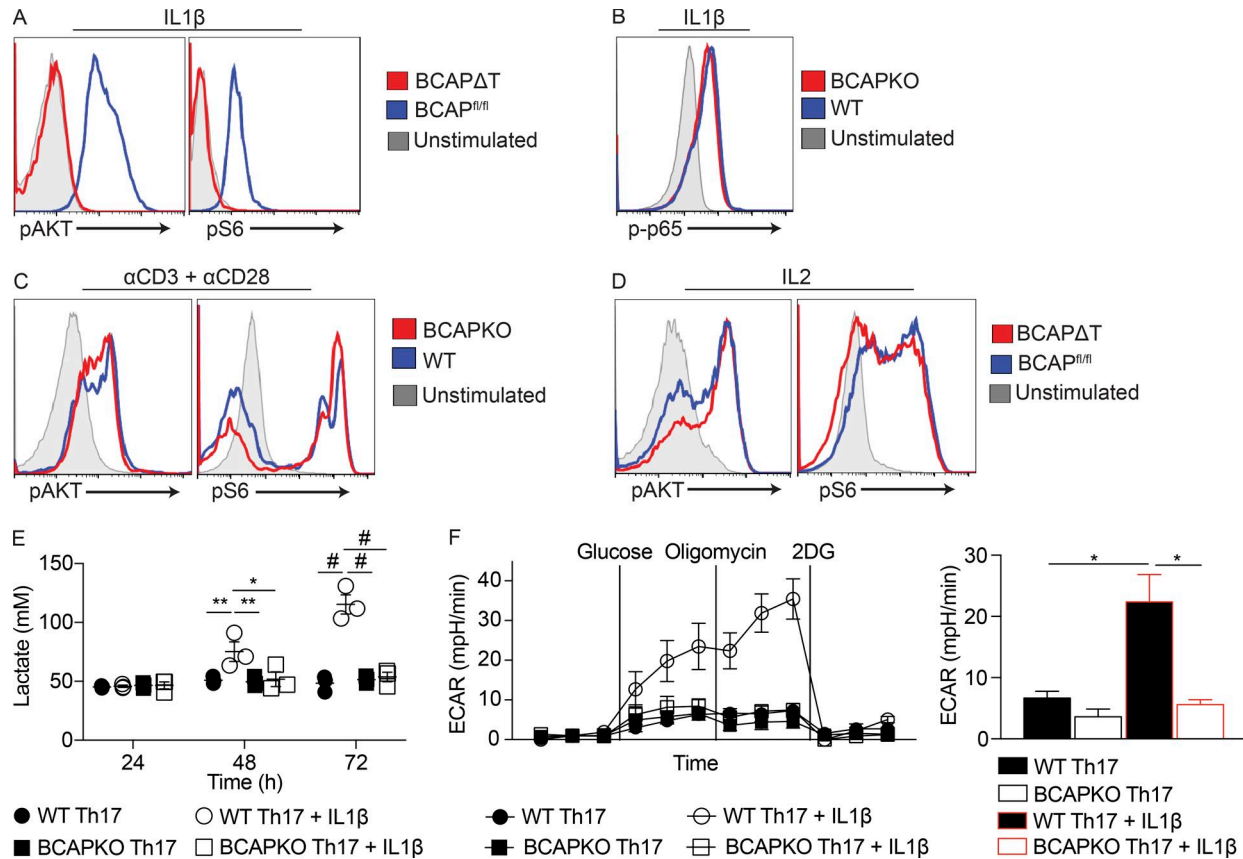 A
IL1β
BCAPΔT
BCAPfl/fl
Unstimulated
pAKT
pS6
B
IL1β
BCAPKO
WT
Unstimulated
p-p65
C
αCD3 + αCD28
BCAPKO
WT
Unstimulated
pAKT
pS6
D
IL2
BCAPΔT
BCAPfl/fl
Unstimulated
pAKT
pS6
E
Lactate (mM)
150
100
50
0
** **
*
# #
#
24 48 72
Time (h)
WT Th17
WT Th17 + IL1β
BCAPKO Th17
BCAPKO Th17 + IL1β
F
Glucose Oligomycin 2DG
ECAR (mpH/min)
40
30
20
10
0
Time
WT Th17
WT Th17 + IL1β
BCAPKO Th17
BCAPKO Th17 + IL1β
ECAR (mpH/min)
30
20
10
0
* *
WT Th17
BCAPKO Th17
WT Th17 + IL1β
BCAPKO Th17 + IL1β